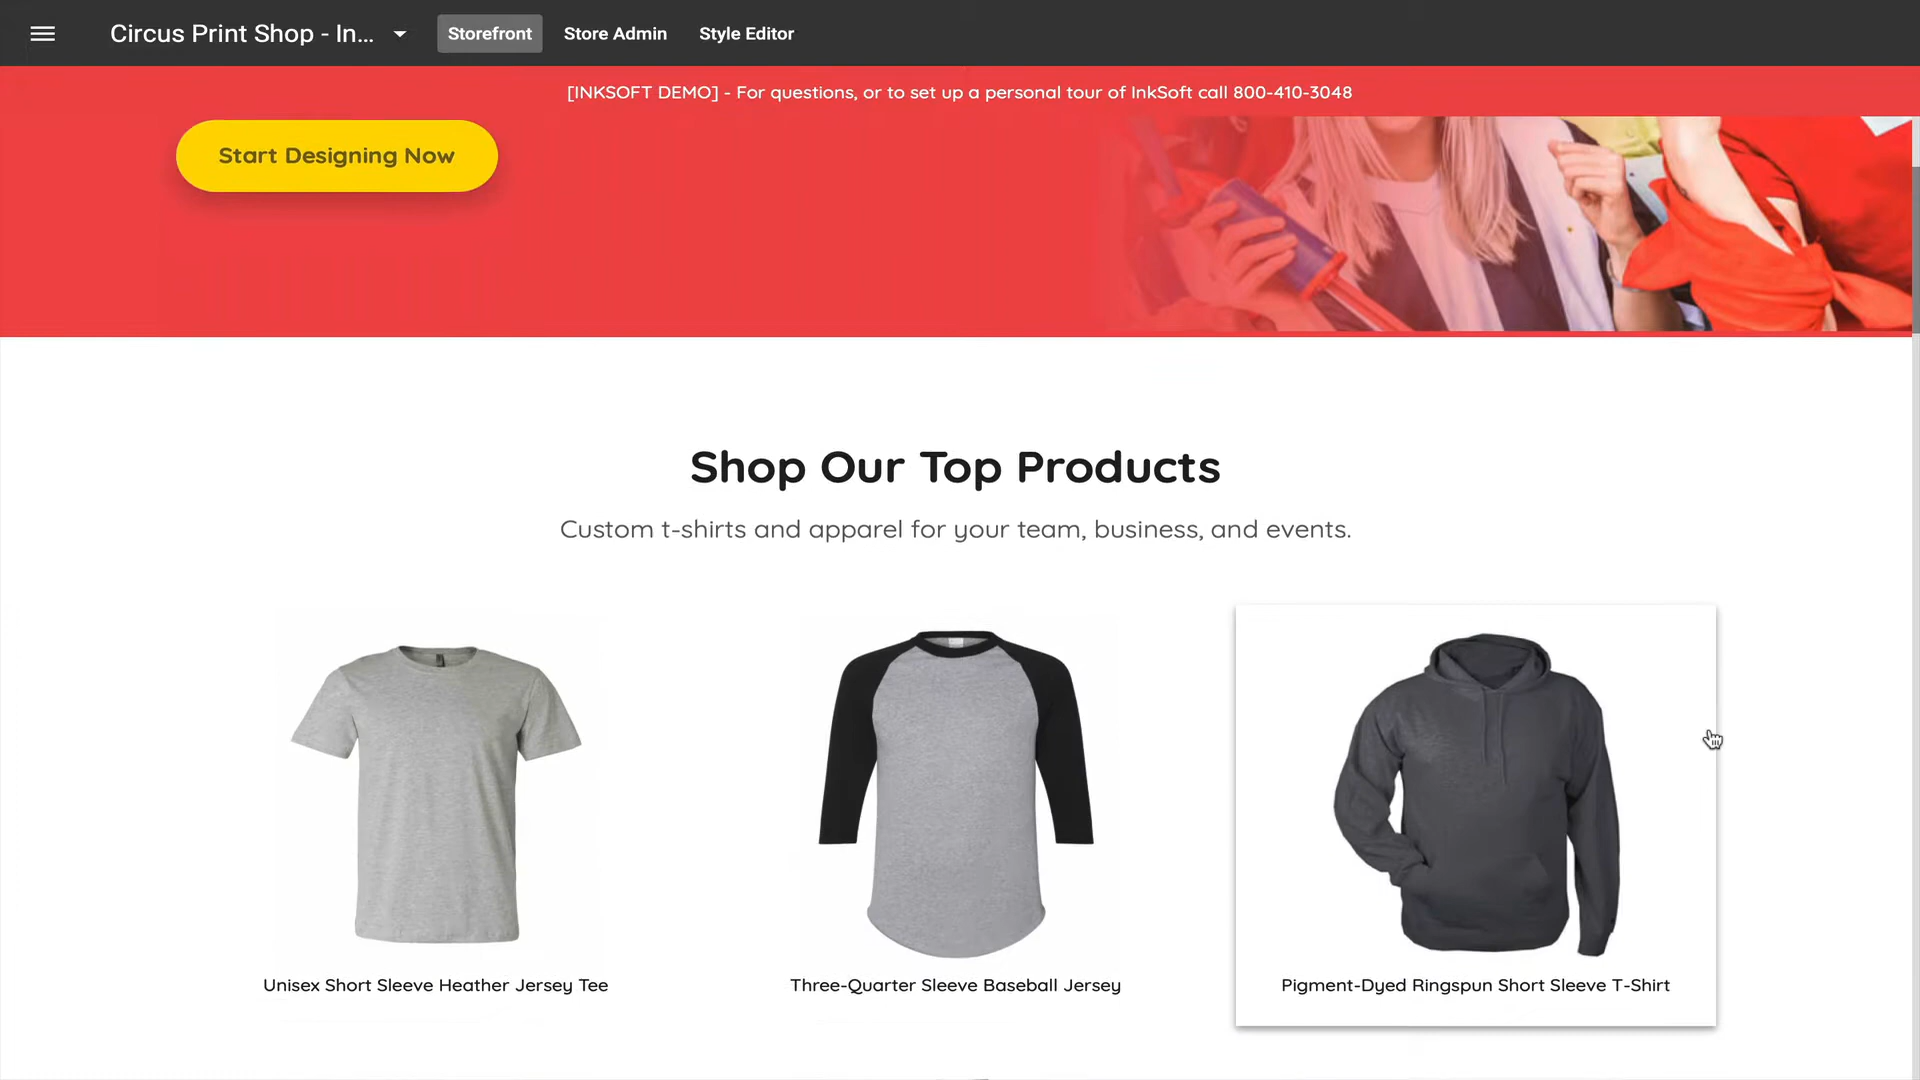 Circus Print Shop - In...
Storefront
Store Admin
Style Editor
[INKSOFT DEMO] - For questions, or to set up a personal tour of InkSoft call 800-410-3048
Start Designing Now
Shop Our Top Products
Custom t-shirts and apparel for your team, business, and events.
Unisex Short Sleeve Heather Jersey Tee
Three-Quarter Sleeve Baseball Jersey
Pigment-Dyed Ringspun Short Sleeve T-Shirt